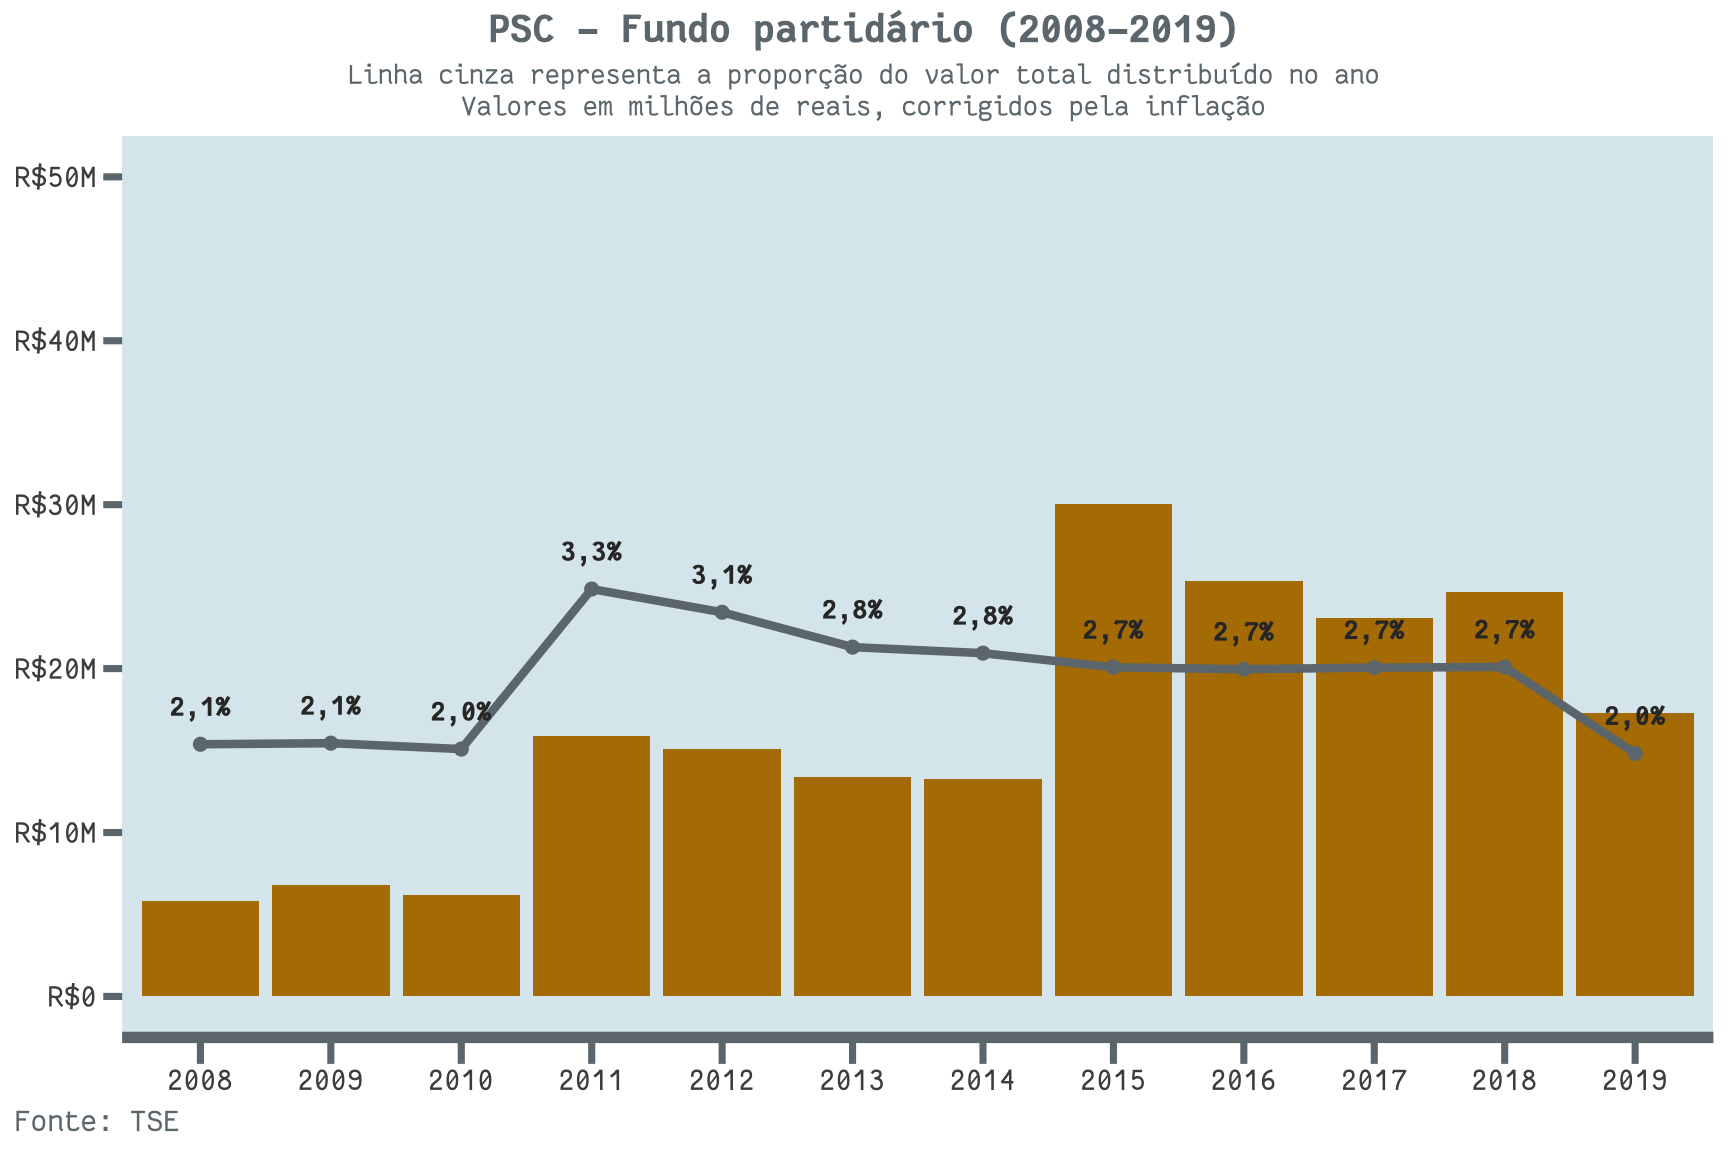 PSC - Fundo partidário (2008-2019)
Linha cinza representa a proporção do valor total distribuído no ano
Valores em milhões de reais, corrigidos pela inflação
R$50M
R$40M
R$30M
R$20M
R$10M
R$0
2,1%
2,1%
2,0%
3,3%
3,1%
2,8%
2,8%
2,7%
2,7%
2,7%
2,7%
2,0%
2008
2009
2010
2011
2012
2013
2014
2015
2016
2017
2018
2019
Fonte: TSE